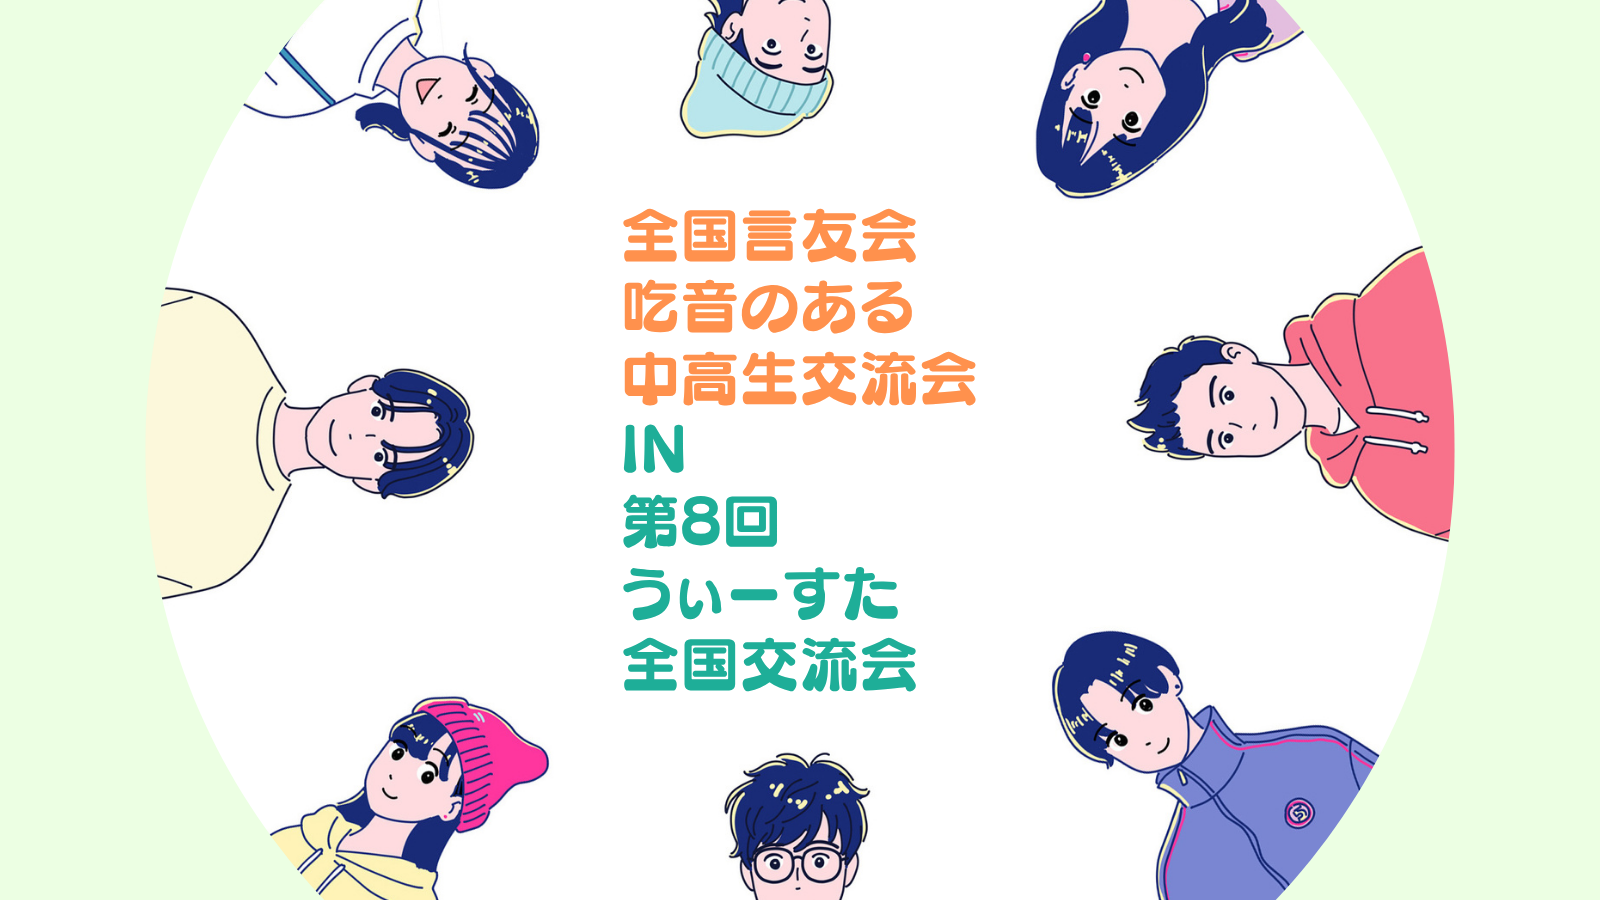 全国言友会
吃音のある
中高生交流会
IN
第8回
うぃーすた
全国交流会